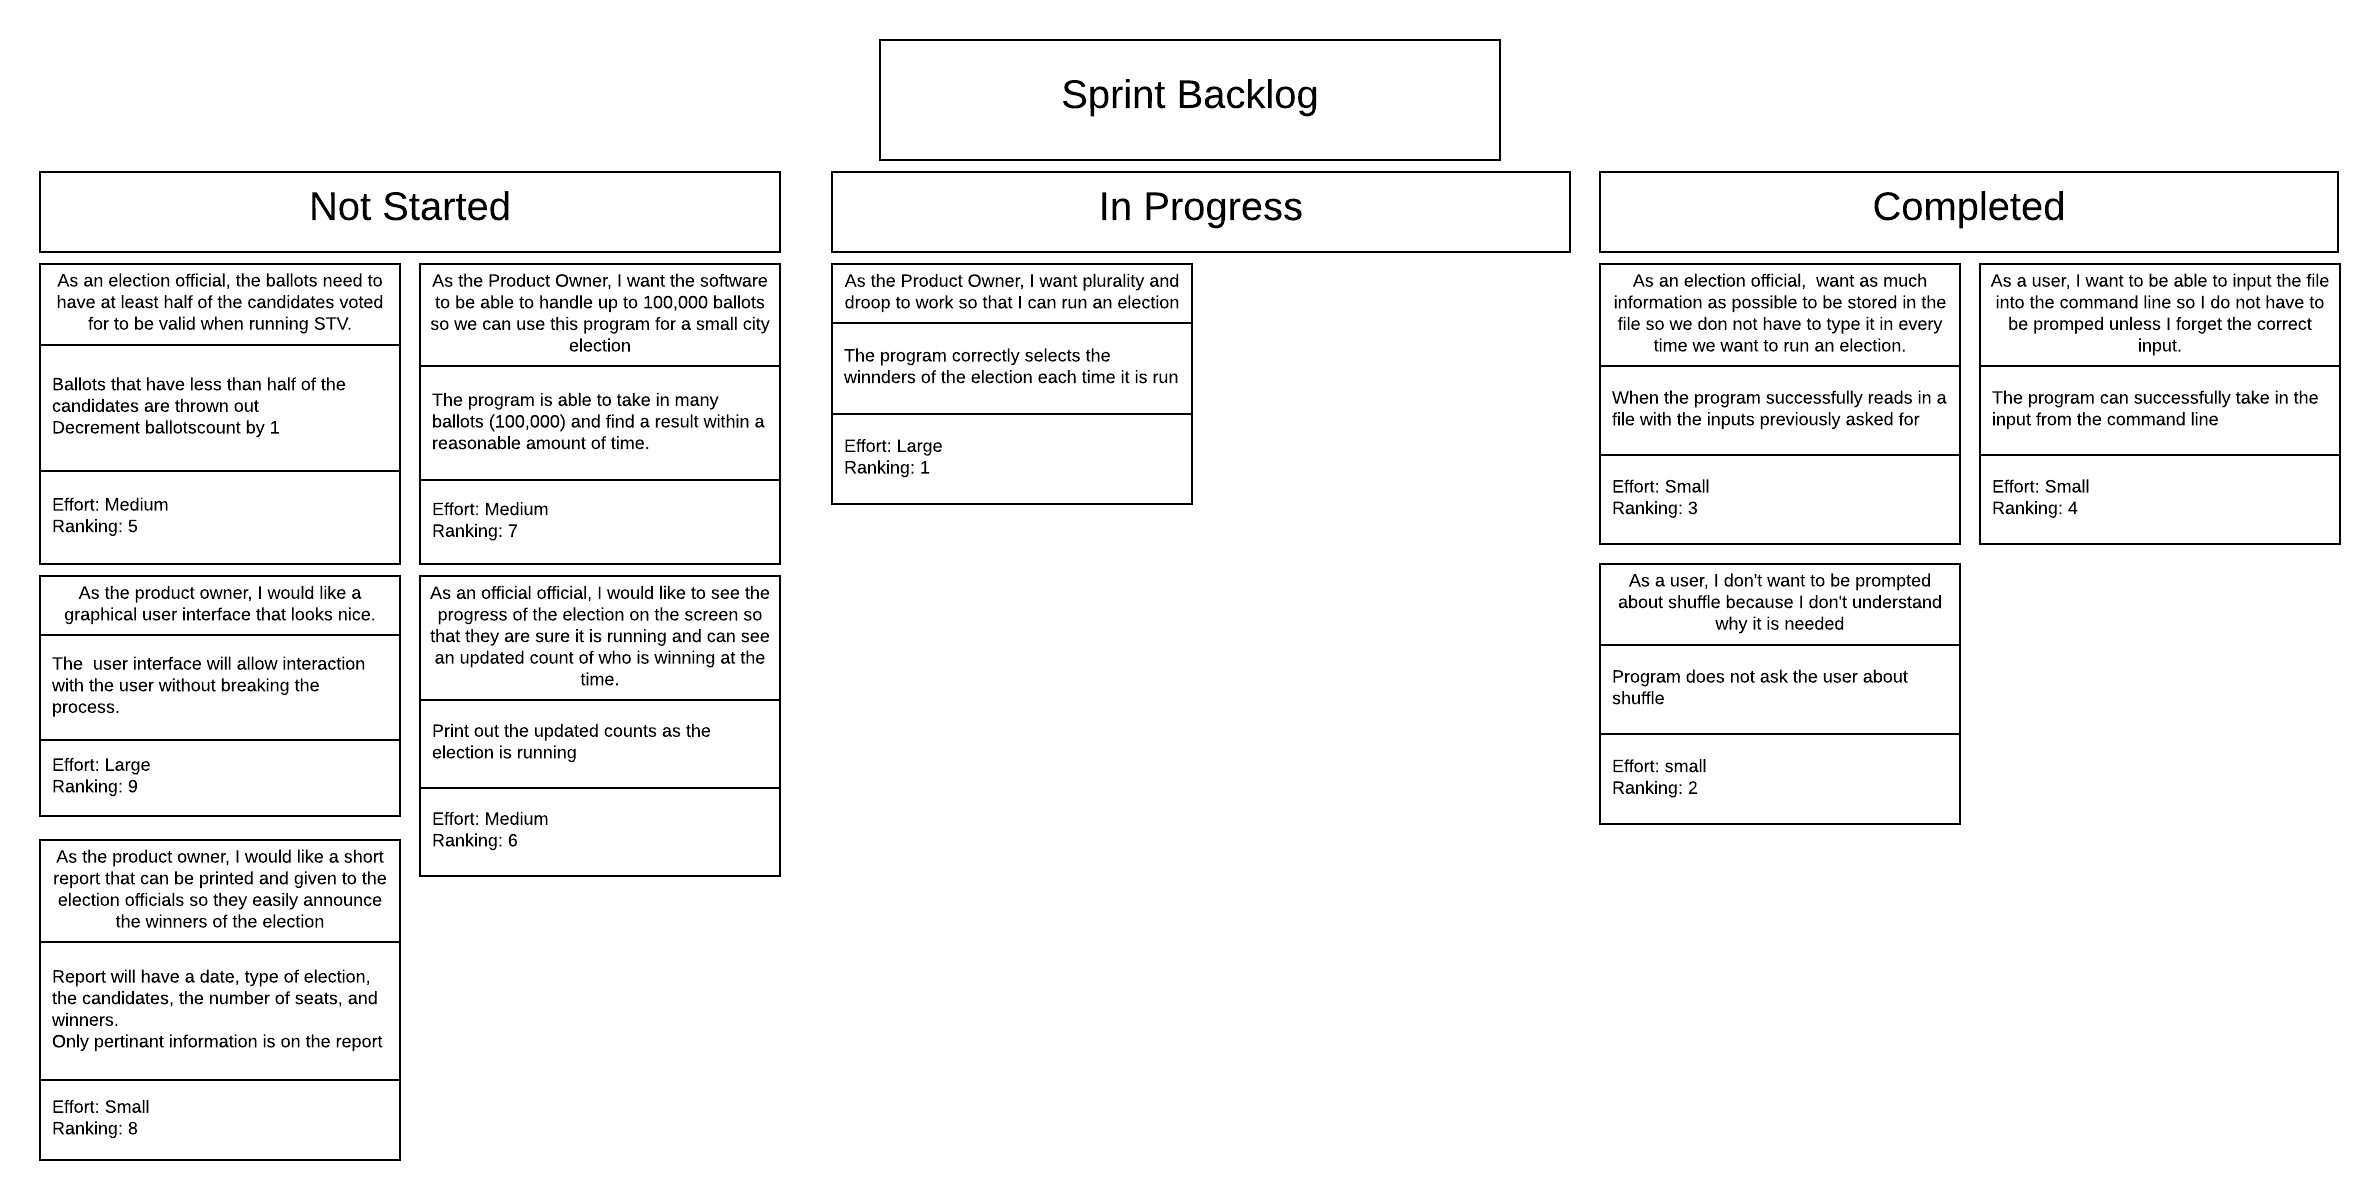 Sprint Backlog
Not Started
As an election official, the ballots need to
have at least half of the candidates voted
for to be valid when running STV.
Ballots that have less than half of the
candidates are thrown out
Decrement ballotscount by 1
Effort: Medium
Ranking: 5
As the Product Owner, I want the software
to be able to handle up to 100,000 ballots
so we can use this program for a small city
election
The program is able to take in many
ballots (100,000) and find a result within a
reasonable amount of time.
Effort: Medium
Ranking: 7
As the product owner, I would like a
graphical user interface that looks nice.
The  user interface will allow interaction
with the user without breaking the
process.
Effort: Large
Ranking: 9
As an official official, I would like to see the
progress of the election on the screen so
that they are sure it is running and can see
an updated count of who is winning at the
time.
Print out the updated counts as the
election is running
Effort: Medium
Ranking: 6
As the product owner, I would like a short
report that can be printed and given to the
election officials so they easily announce
the winners of the election
Report will have a date, type of election,
the candidates, the number of seats, and
winners.
Only pertinant information is on the report
Effort: Small
Ranking: 8
In Progress
As the Product Owner, I want plurality and
droop to work so that I can run an election
The program correctly selects the
winnders of the election each time it is run
Effort: Large
Ranking: 1
Completed
As an election official,  want as much
information as possible to be stored in the
file so we don not have to type it in every
time we want to run an election.
When the program successfully reads in a
file with the inputs previously asked for
Effort: Small
Ranking: 3
As a user, I want to be able to input the file
into the command line so I do not have to
be promped unless I forget the correct
input.
The program can successfully take in the
input from the command line
Effort: Small
Ranking: 4
As a user, I don't want to be prompted
about shuffle because I don't understand
why it is needed
Program does not ask the user about
shuffle
Effort: small
Ranking: 2